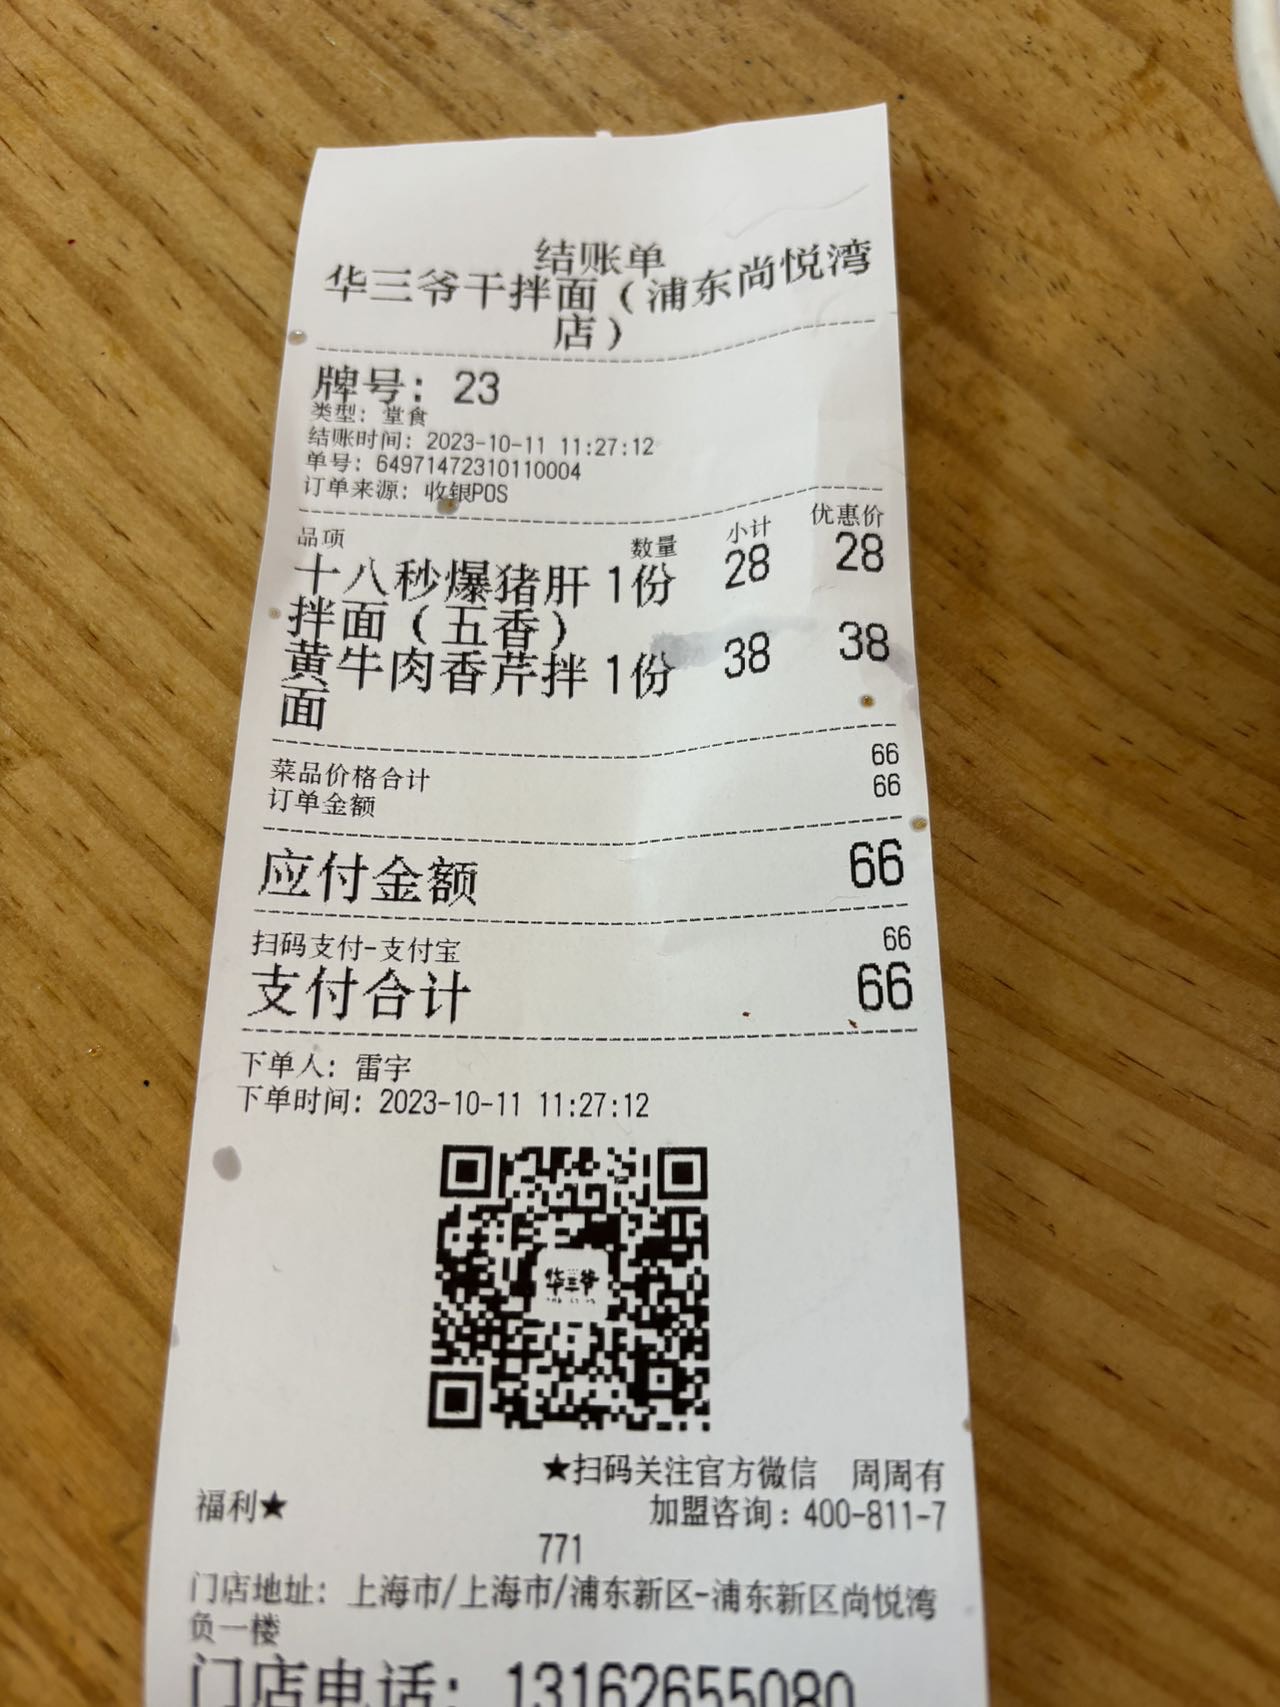 结账单
华三爷干拌面（浦东尚悦湾
店）
牌号：23
类型：堂食
结账时间：2023-10-11 11:27:12
单号：64971472310110004
订单来源：收银POS
品项 数量 小计 优惠价
十八秒爆猪肝 1份 28 28
拌面（五香）
黄牛肉香芹拌 1份 38 38
面
菜品价格合计 66
订单金额 66
应付金额 66
扫码支付-支付宝 66
支付合计 66
下单人：雷宇
下单时间：2023-10-11 11:27:12
华三爷
★扫码关注官方微信 周周有
福利★ 加盟咨询：400-811-7
771
门店地址：上海市/上海市/浦东新区-浦东新区尚悦湾
负一楼
门店电话：13162655080